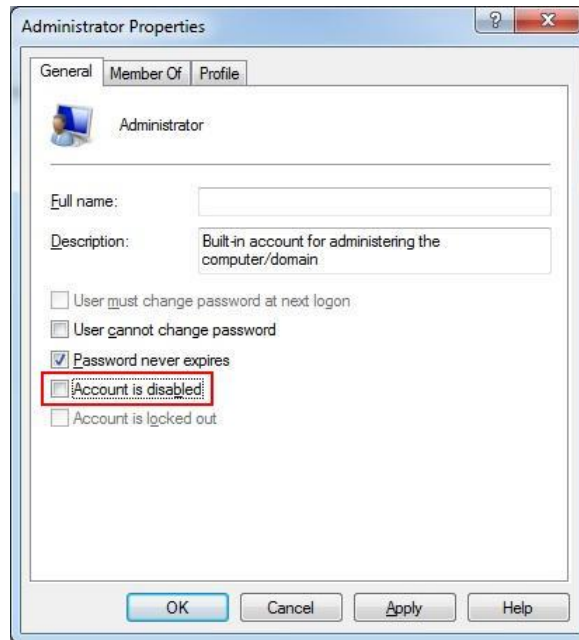 Administrator Properties
General Member Of Profile
Administrator
Full name:
Description: Built-in account for administering the
computer/domain
User must change password at next logon
User cannot change password
Password never expires
Account is disabled
Account is locked out
OK Cancel Apply Help